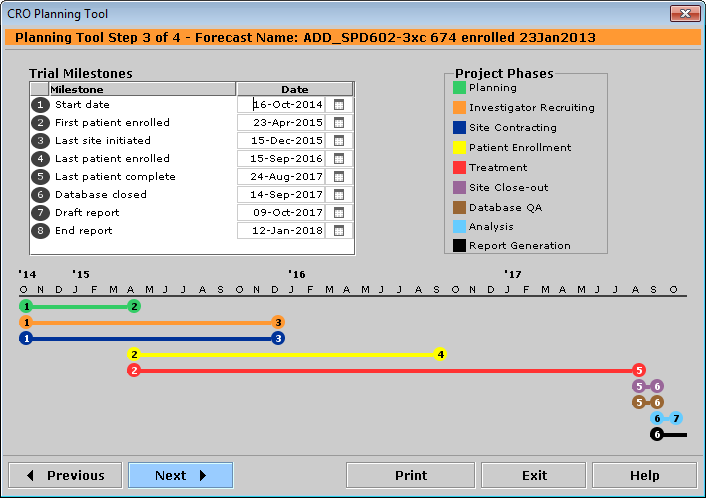 CRO Planning Tool
Planning Tool Step 3 of 4 - Forecast Name: ADD_SPD602-3xc 674 enrolled 23Jan2013
Trial Milestones
Milestone Date
1 Start date 16-Oct-2014
2 First patient enrolled 23-Apr-2015
3 Last site initiated 15-Dec-2015
4 Last patient enrolled 15-Sep-2016
5 Last patient complete 24-Aug-2017
6 Database closed 14-Sep-2017
7 Draft report 09-Oct-2017
8 End report 12-Jan-2018
Project Phases
Planning
Investigator Recruiting
Site Contracting
Patient Enrollment
Treatment
Site Close-out
Database QA
Analysis
Report Generation
'14 '15 '16 '17
O N D J F M A M J J A S O N D J F M A M J J A S O N D J F M A M J J A S O
1 2
1 3
1 3
2 4
2 5
5 6
5 6
6 7
6
Previous Next Print Exit Help